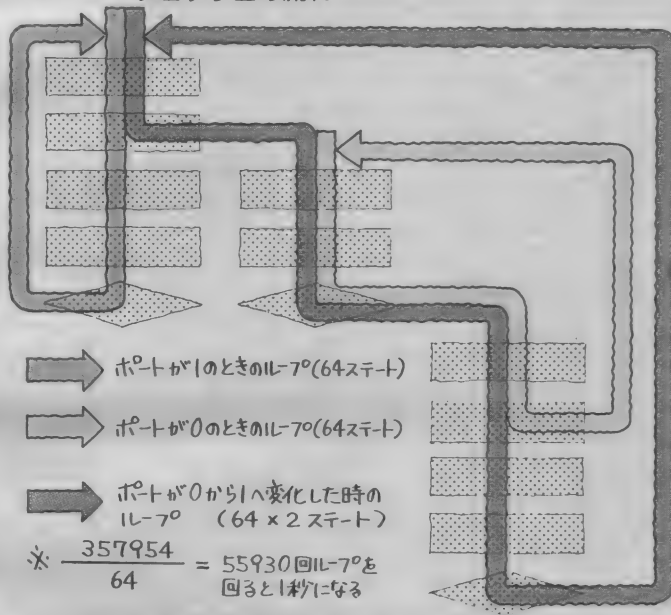 ポートが1のときのループ(64ステート)
ポートが0のときのループ(64ステート)
ポートが0から1へ変化した時の
ループ (64×2ステート)
※ 357954
64
= 55930回ループを
回ると1秒になる